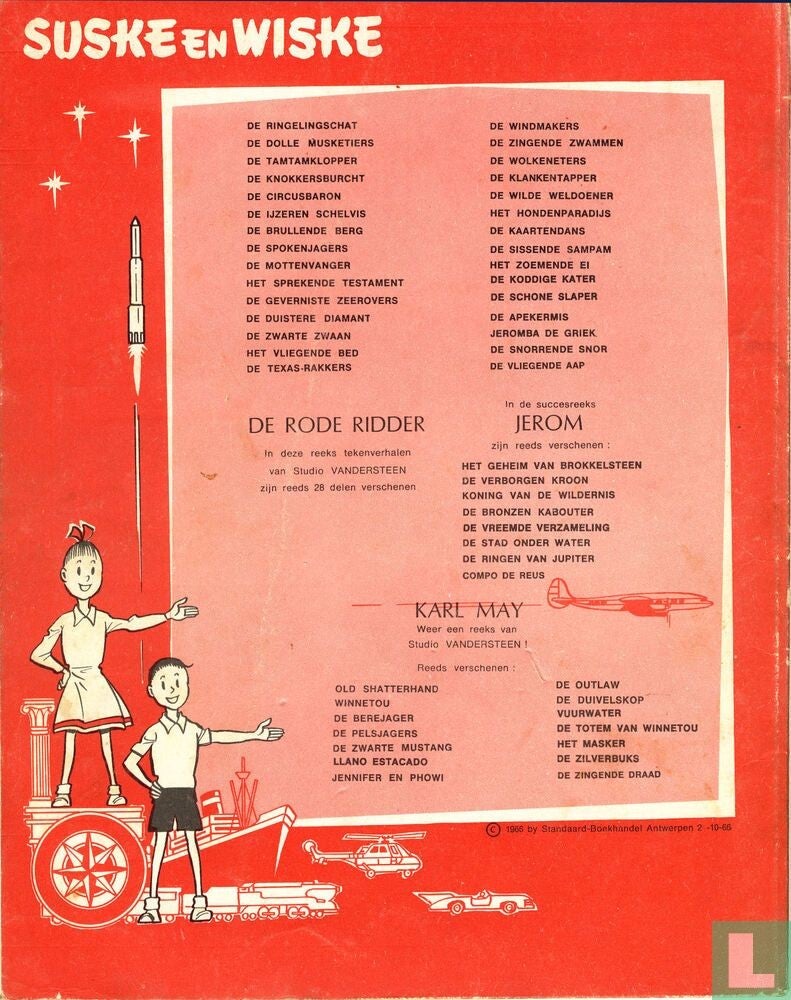 SUSKE EN WISKE
DE RINGELINGSCHAT
DE DOLLE MUSKETIERS
DE TAMTAMKLOPPER
DE KNOKKERSBURCHT
DE CIRCUSBARON
DE IJZEREN SCHELVIS
DE BRULLENDE BERG
DE SPOKENJAGERS
DE MOTTENVANGER
HET SPREKENDE TESTAMENT
DE GEVERNISTE ZEEROVERS
DE DUISTERE DIAMANT
DE ZWARTE ZWAAN
HET VLIEGENDE BED
DE TEXAS-RAKKERS
DE WINDMAKERS
DE ZINGENDE ZWAMMEN
DE WOLKENETERS
DE KLANKENTAPPER
DE WILDE WELDOENER
HET HONDENPARADIJS
DE KAARTENDANS
DE SISSENDE SAMPAM
HET ZOEMENDE EI
DE KODDIGE KATER
DE SCHONE SLAPER
DE APEKERMIS
JEROMBA DE GRIEK
DE SNORRENDE SNOR
DE VLIEGENDE AAP
DE RODE RIDDER
In deze reeks tekenverhalen
van Studio VANDERSTEEN
zijn reeds 28 delen verschenen
In de succesreeks
JEROM
zijn reeds verschenen :
HET GEHEIM VAN BROKKELSTEEN
DE VERBORGEN KROON
KONING VAN DE WILDERNIS
DE BRONZEN KABOUTER
DE VREEMDE VERZAMELING
DE STAD ONDER WATER
DE RINGEN VAN JUPITER
COMPO DE REUS
KARL MAY
Weer een reeks van
Studio VANDERSTEEN !
Reeds verschenen :
OLD SHATTERHAND
WINNETOU
DE BEREJAGER
DE PELSJAGERS
DE ZWARTE MUSTANG
LLANO ESTACADO
JENNIFER EN PHOWI
DE OUTLAW
DE DUIVELSKOP
VUURWATER
DE TOTEM VAN WINNETOU
HET MASKER
DE ZILVERBUKS
DE ZINGENDE DRAAD
© 1966 by Standaard-Boekhandel Antwerpen 2 -10-66
L